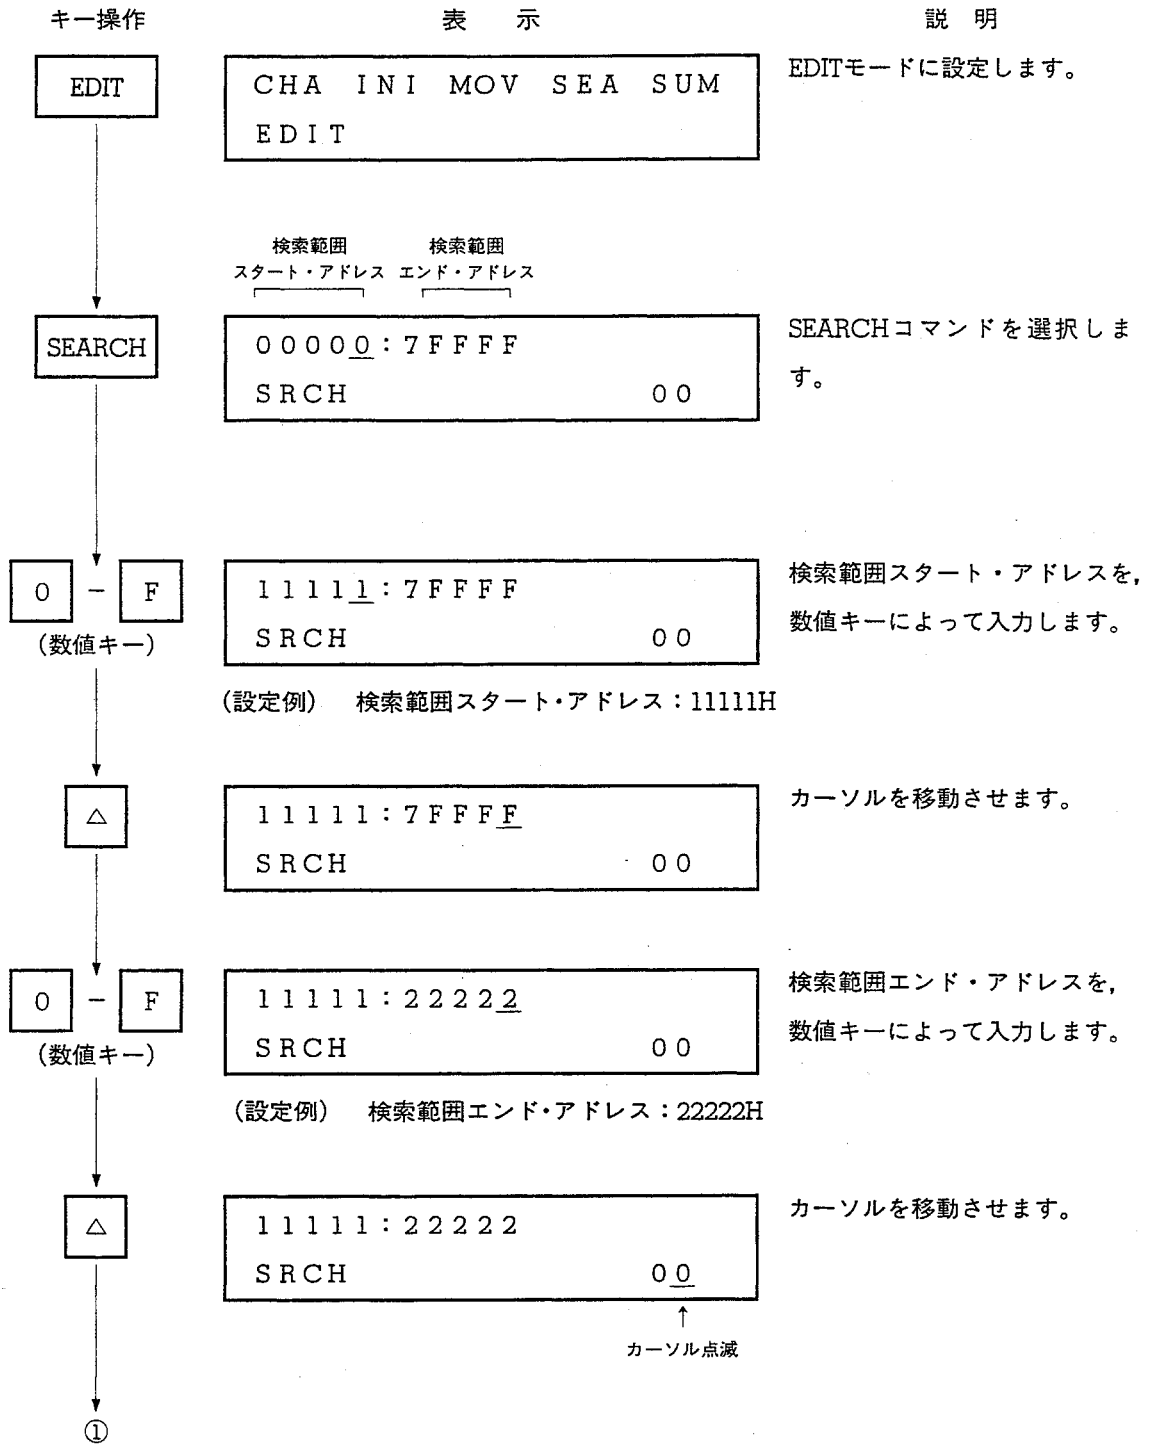 キー操作 表 示 説 明
EDIT
CHA INI MOV SEA SUM
EDIT
EDITモードに設定します。
検索範囲 検索範囲
スタート・アドレス エンド・アドレス
SEARCH
00000:7FFFF
SRCH 00
SEARCHコマンドを選択しま
す。
0 − F
(数値キー)
11111:7FFFF
SRCH 00
検索範囲スタート・アドレスを,
数値キーによって入力します。
(設定例) 検索範囲スタート・アドレス:11111H
△
11111:7FFFF
SRCH 00
カーソルを移動させます。
0 − F
(数値キー)
11111:22222
SRCH 00
検索範囲エンド・アドレスを,
数値キーによって入力します。
(設定例) 検索範囲エンド・アドレス:22222H
△
11111:22222
SRCH 00
カーソルを移動させます。
↑
カーソル点滅
①